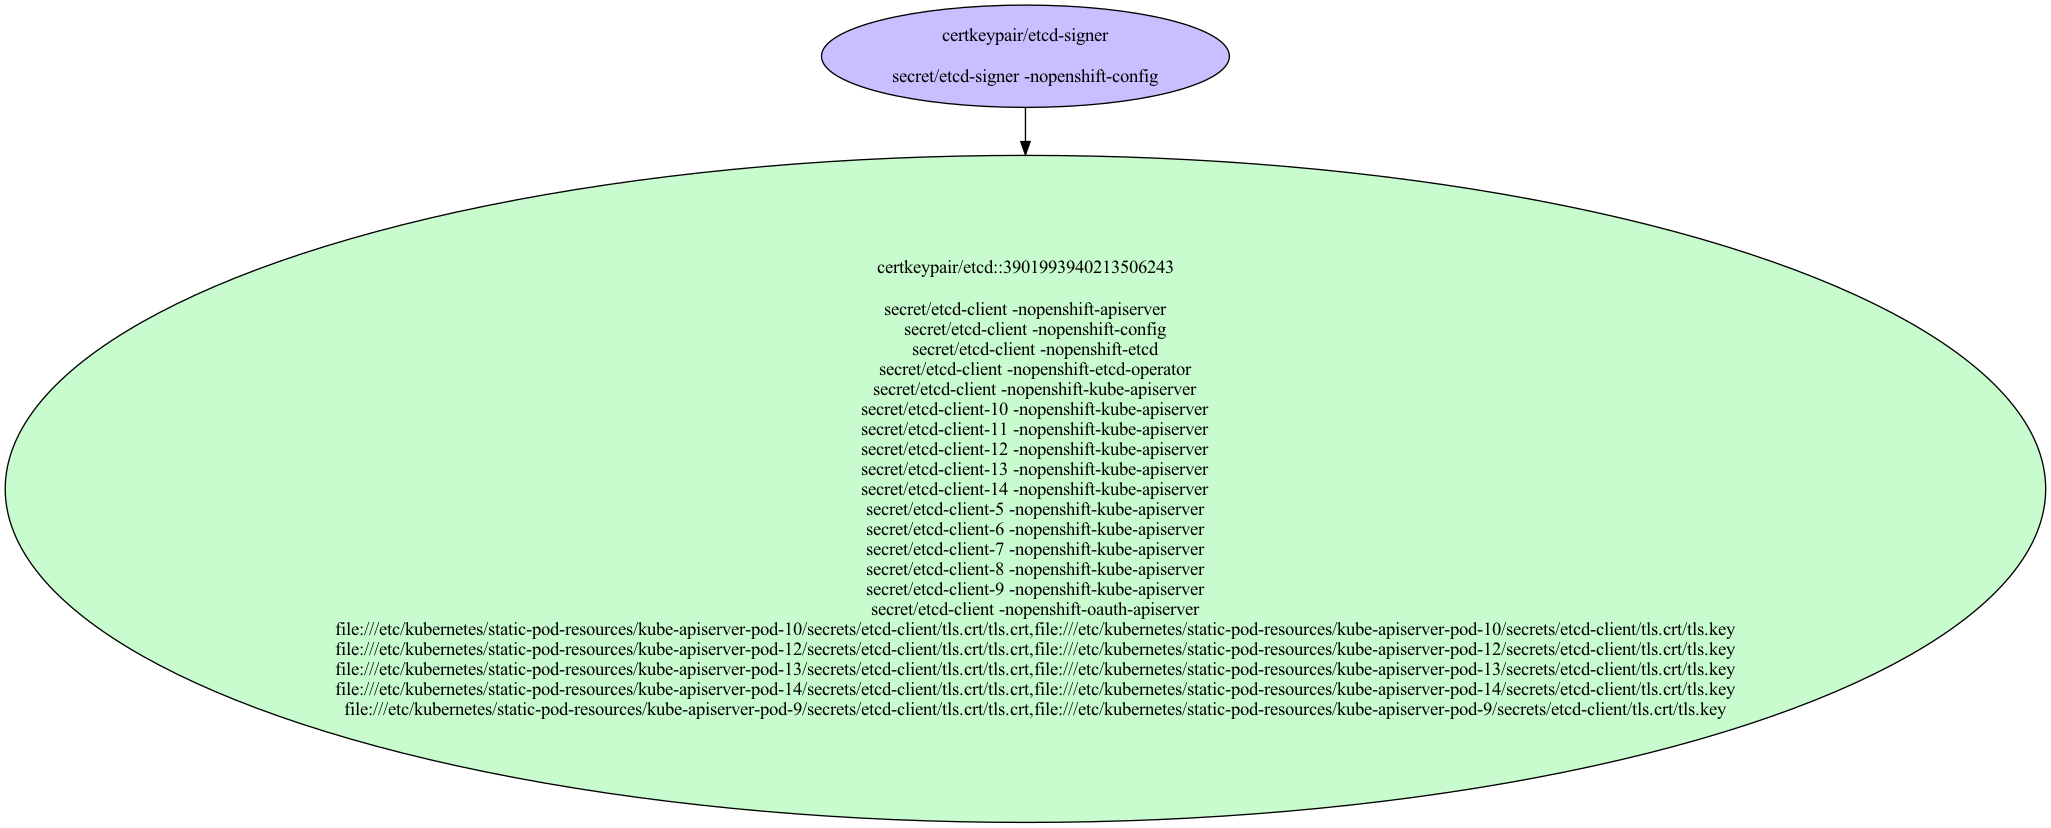 certkeypair/etcd-signer
secret/etcd-signer -nopenshift-config
certkeypair/etcd::3901993940213506243
secret/etcd-client -nopenshift-apiserver
secret/etcd-client -nopenshift-config
secret/etcd-client -nopenshift-etcd
secret/etcd-client -nopenshift-etcd-operator
secret/etcd-client -nopenshift-kube-apiserver
secret/etcd-client-10 -nopenshift-kube-apiserver
secret/etcd-client-11 -nopenshift-kube-apiserver
secret/etcd-client-12 -nopenshift-kube-apiserver
secret/etcd-client-13 -nopenshift-kube-apiserver
secret/etcd-client-14 -nopenshift-kube-apiserver
secret/etcd-client-5 -nopenshift-kube-apiserver
secret/etcd-client-6 -nopenshift-kube-apiserver
secret/etcd-client-7 -nopenshift-kube-apiserver
secret/etcd-client-8 -nopenshift-kube-apiserver
secret/etcd-client-9 -nopenshift-kube-apiserver
secret/etcd-client -nopenshift-oauth-apiserver
file:///etc/kubernetes/static-pod-resources/kube-apiserver-pod-10/secrets/etcd-client/tls.crt/tls.crt,file:///etc/kubernetes/static-pod-resources/kube-apiserver-pod-10/secrets/etcd-client/tls.crt/tls.key
file:///etc/kubernetes/static-pod-resources/kube-apiserver-pod-12/secrets/etcd-client/tls.crt/tls.crt,file:///etc/kubernetes/static-pod-resources/kube-apiserver-pod-12/secrets/etcd-client/tls.crt/tls.key
file:///etc/kubernetes/static-pod-resources/kube-apiserver-pod-13/secrets/etcd-client/tls.crt/tls.crt,file:///etc/kubernetes/static-pod-resources/kube-apiserver-pod-13/secrets/etcd-client/tls.crt/tls.key
file:///etc/kubernetes/static-pod-resources/kube-apiserver-pod-14/secrets/etcd-client/tls.crt/tls.crt,file:///etc/kubernetes/static-pod-resources/kube-apiserver-pod-14/secrets/etcd-client/tls.crt/tls.key
file:///etc/kubernetes/static-pod-resources/kube-apiserver-pod-9/secrets/etcd-client/tls.crt/tls.crt,file:///etc/kubernetes/static-pod-resources/kube-apiserver-pod-9/secrets/etcd-client/tls.crt/tls.key